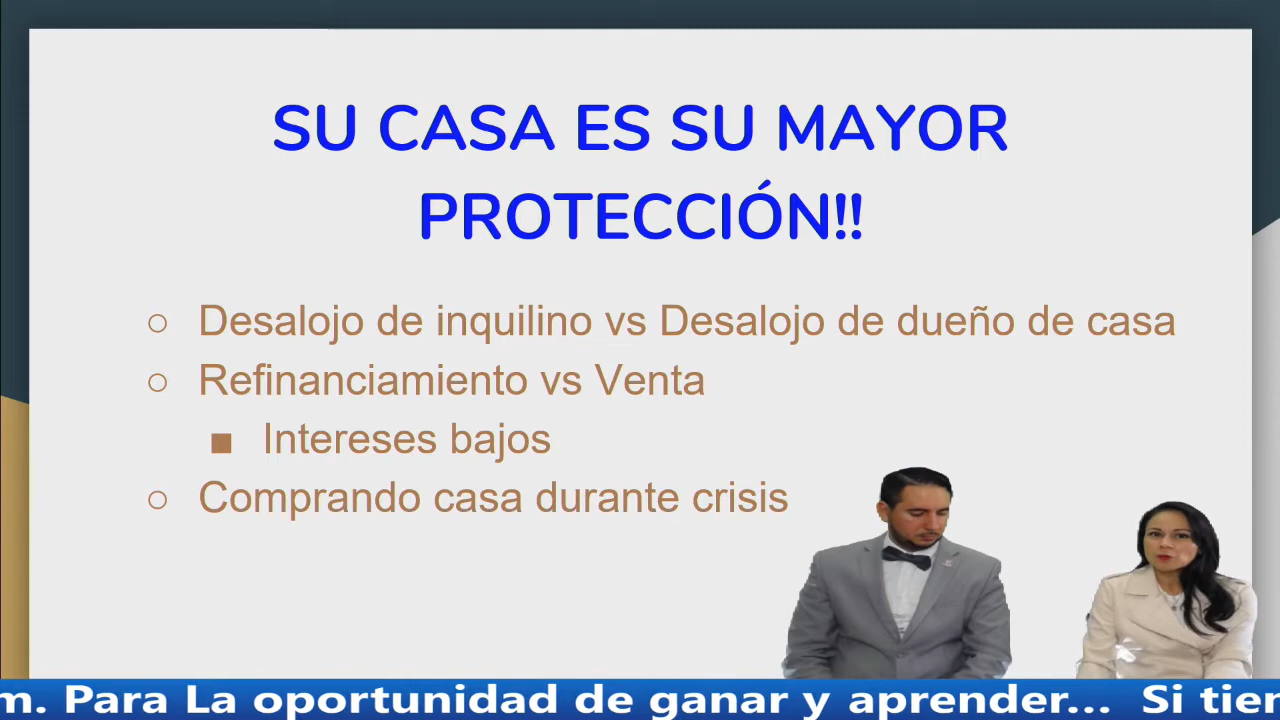 SU CASA ES SU MAYOR
PROTECCIÓN!!
○ Desalojo de inquilino vs Desalojo de dueño de casa
○ Refinanciamiento vs Venta
■ Intereses bajos
○ Comprando casa durante crisis
m. Para La oportunidad de ganar y aprender... Si tien